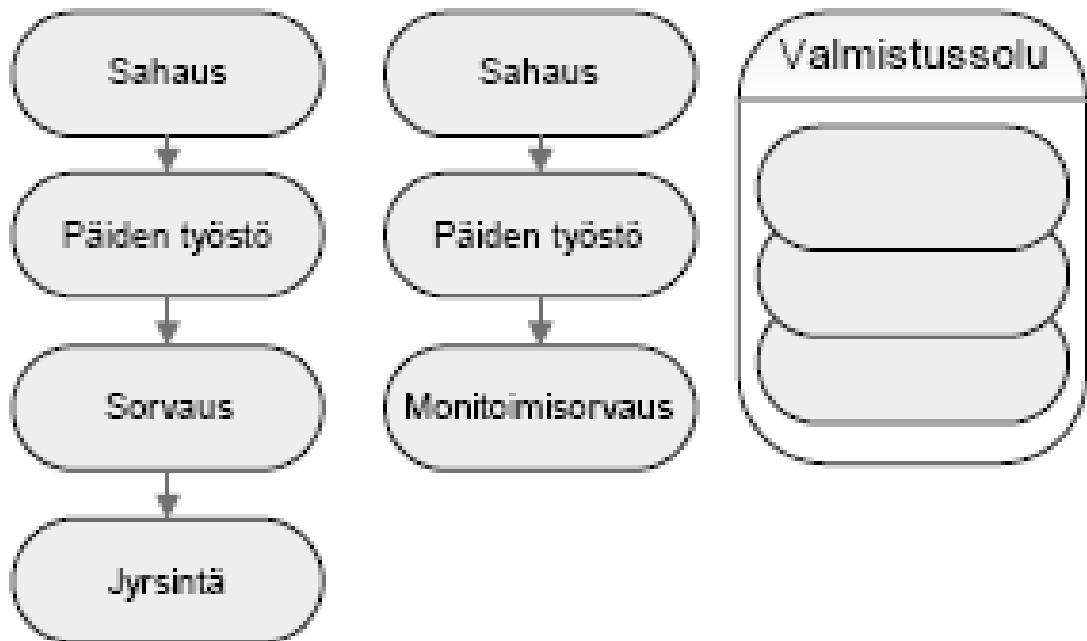 Sahaus
Päiden työstö
Sorvaus
Jyrsintä
Sahaus
Päiden työstö
Monitoimisorvaus
Valmistussolu